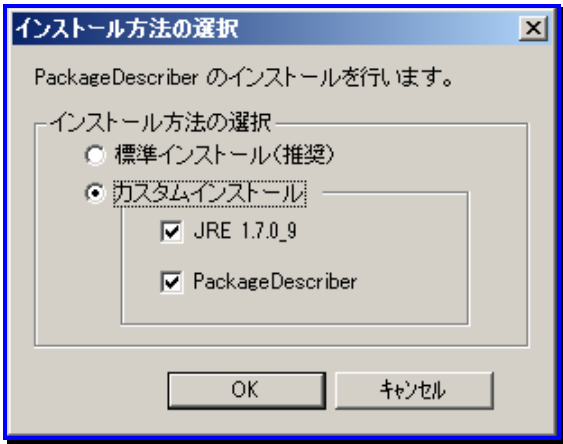 インストール方法の選択
PackageDescriber のインストールを行います。
インストール方法の選択
標準インストール(推奨)
カスタムインストール
JRE 1.7.0_9
PackageDescriber
OK
ｷｬﾝｾﾙ